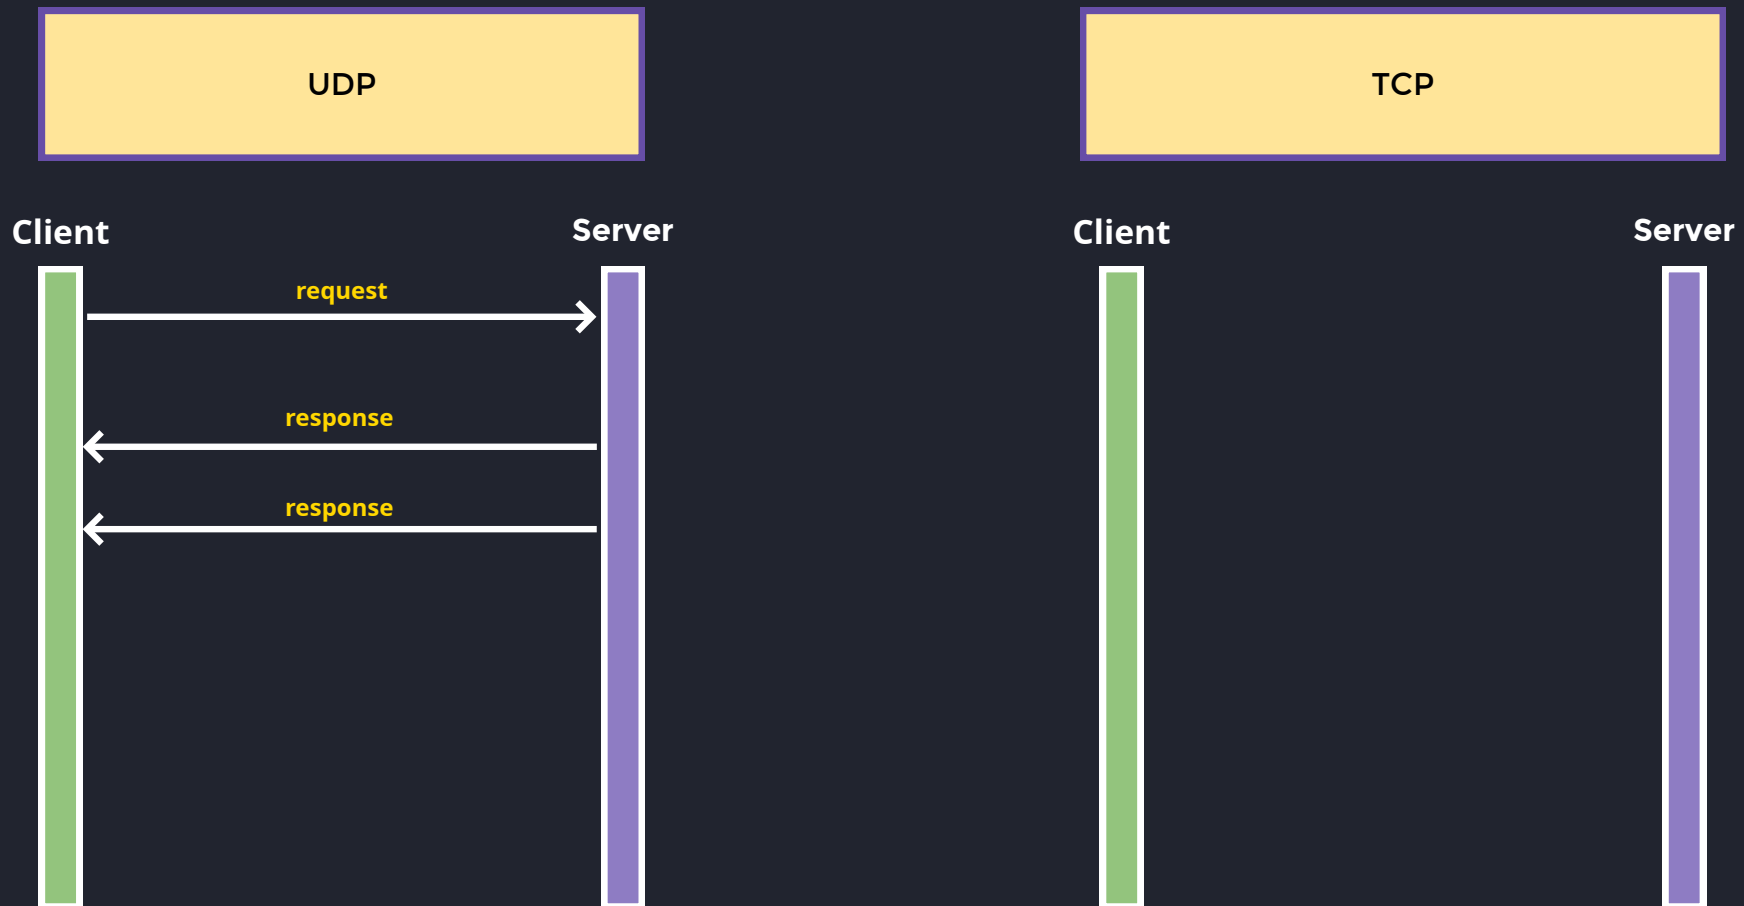 UDP
TCP
Client
Server
Client
Server
request
response
response